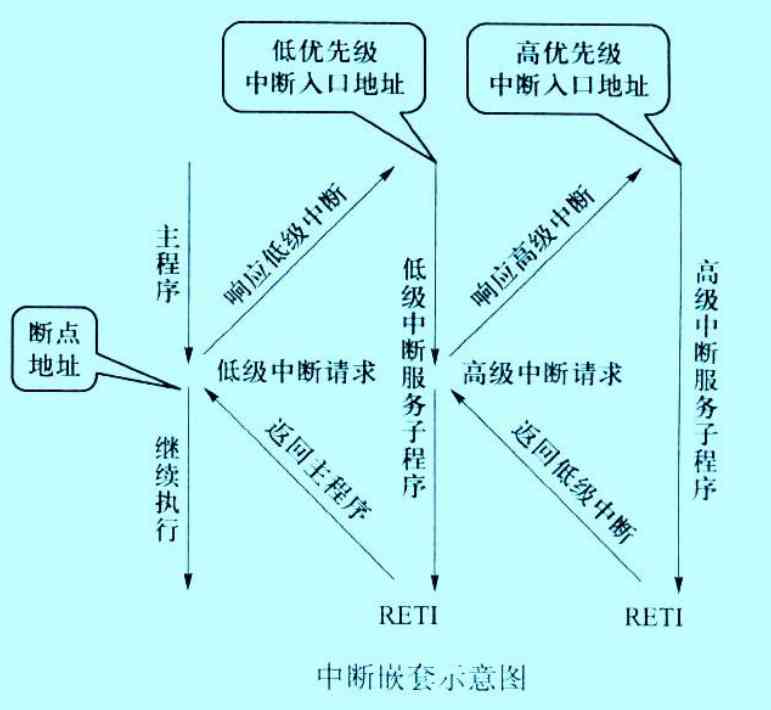 低优先级
中断入口地址
高优先级
中断入口地址
主程序
响应低级中断
低级中断服务子程序
响应高级中断
高级中断服务子程序
断点
地址
低级中断请求
高级中断请求
继续执行
返回主程序
返回低级中断
RETI
RETI
中断嵌套示意图